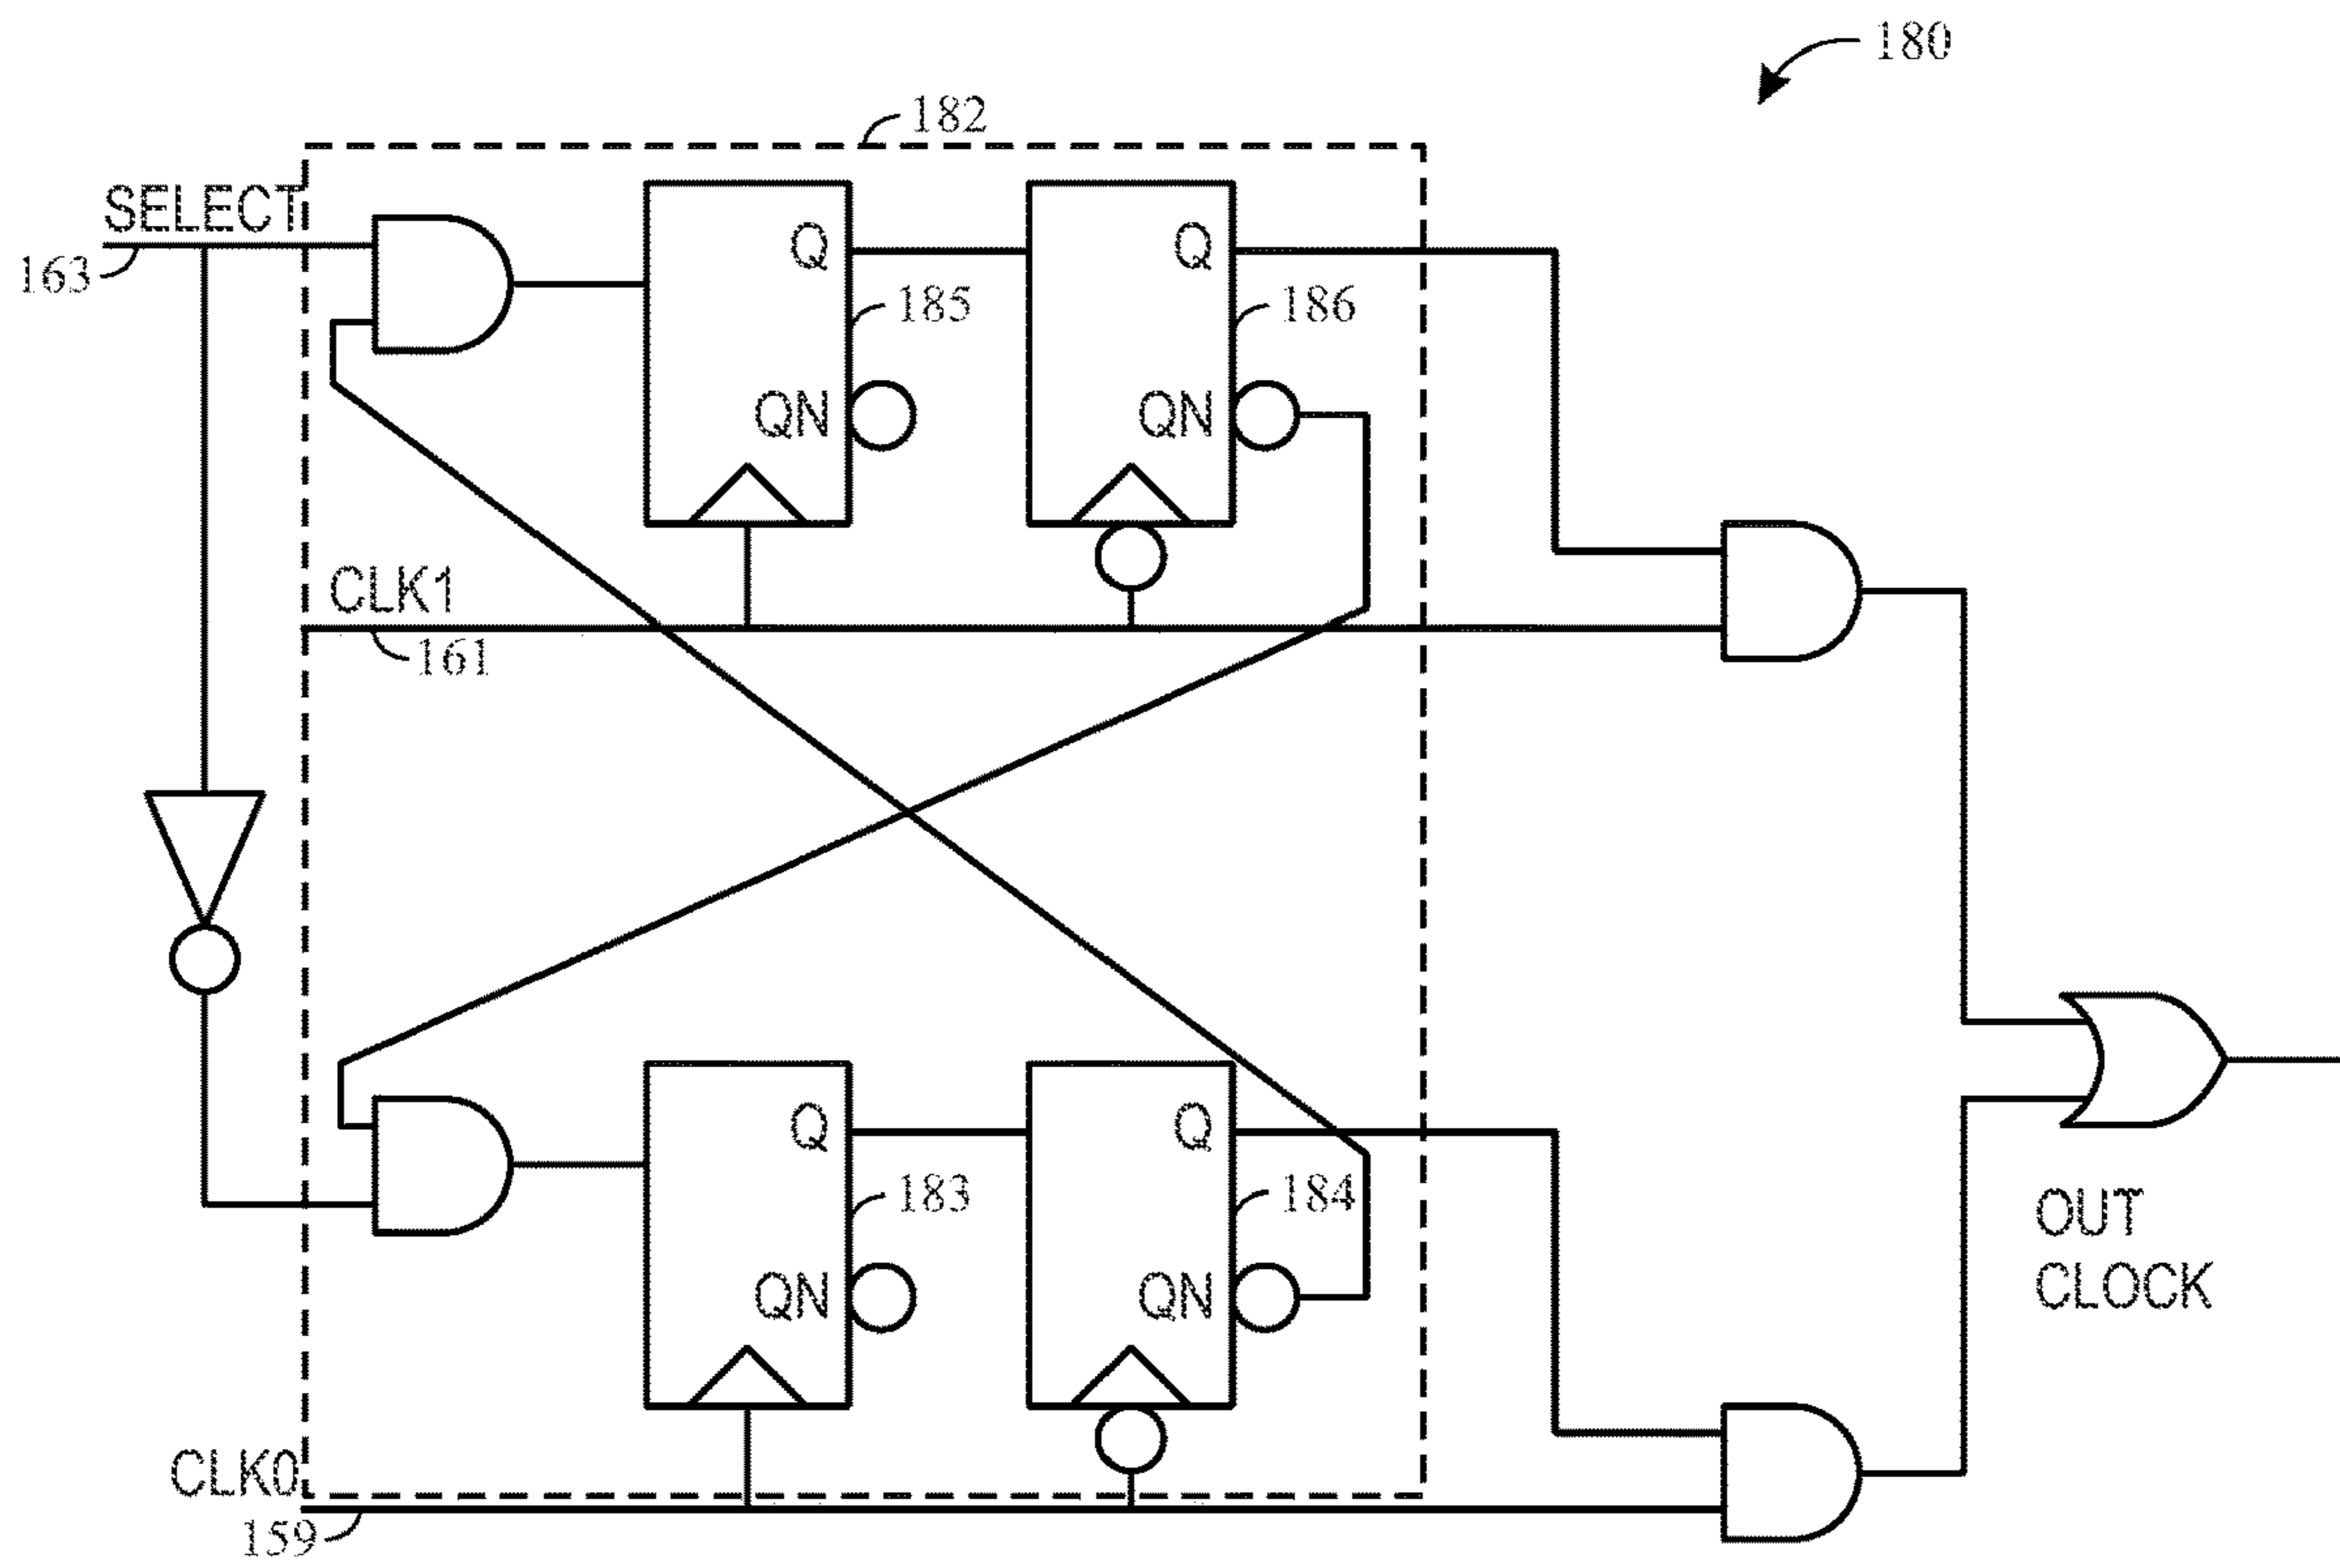 180
182
SELECT
163
Q
Q
185
186
QN
QN
CLK1
161
Q
Q
183
184
QN
QN
OUT
CLOCK
CLK0
159